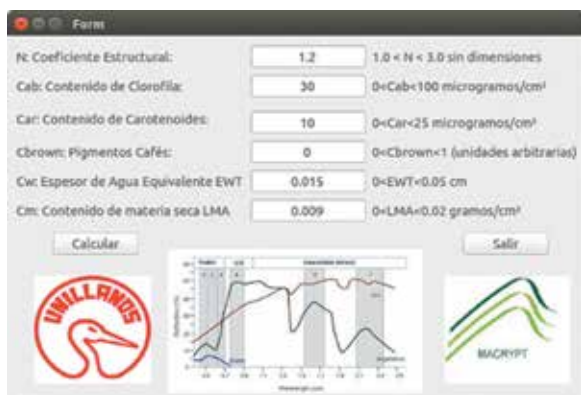 Form
N: Coeficiente Estructural: 1.2 1.0 < N < 3.0 sin dimensiones
Cab: Contenido de Clorofila: 30 0<Cab<100 microgramos/cm²
Car: Contenido de Carotenoides: 10 0<Car<25 microgramos/cm²
Cbrown: Pigmentos Cafés: 0 0<Cbrown<1 (unidades arbitrarias)
Cw: Espesor de Agua Equivalente EWT 0.015 0<EWT<0.05 cm
Cm: Contenido de materia seca LMA 0.009 0<LMA<0.02 gramos/cm²
Calcular Salir
UNILLANOS
MACRYPT